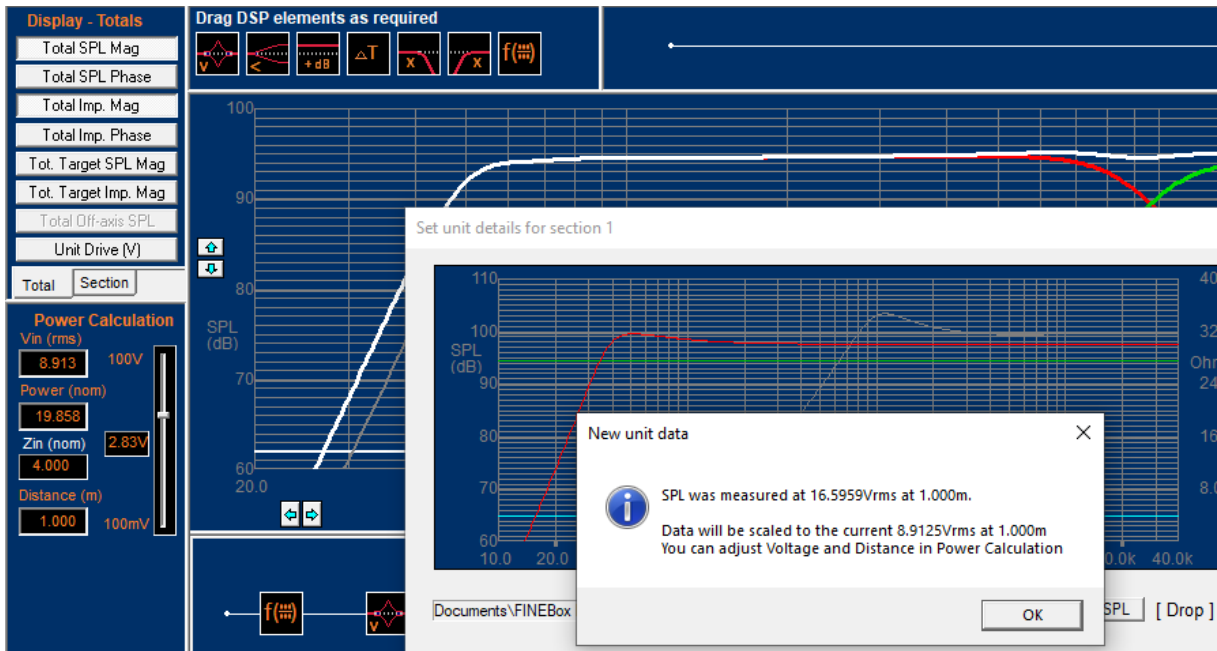 Display - Totals
Total SPL Mag
Total SPL Phase
Total Imp. Mag
Total Imp. Phase
Tot. Target SPL Mag
Tot. Target Imp. Mag
Total Off-axis SPL
Unit Drive (V)
Total
Section
Power Calculation
Vin (rms)
8.913
100V
Power (nom)
19.858
Zin (nom)
2.83V
4.000
Distance (m)
1.000
100mV
Drag DSP elements as required
V
<
+ dB
ΔT
X
X
f(
100
90
80
SPL
(dB)
70
60
20.0
f(
V
Set unit details for section 1
110
100
SPL
(dB)
90
80
70
60
10.0
20.0
0.0k
40.0k
40
32
Ohm
24
16
8.0
New unit data
SPL was measured at 16.5959Vrms at 1.000m.
Data will be scaled to the current 8.9125Vrms at 1.000m
You can adjust Voltage and Distance in Power Calculation
OK
Documents\FINEBox
SPL
[ Drop ]